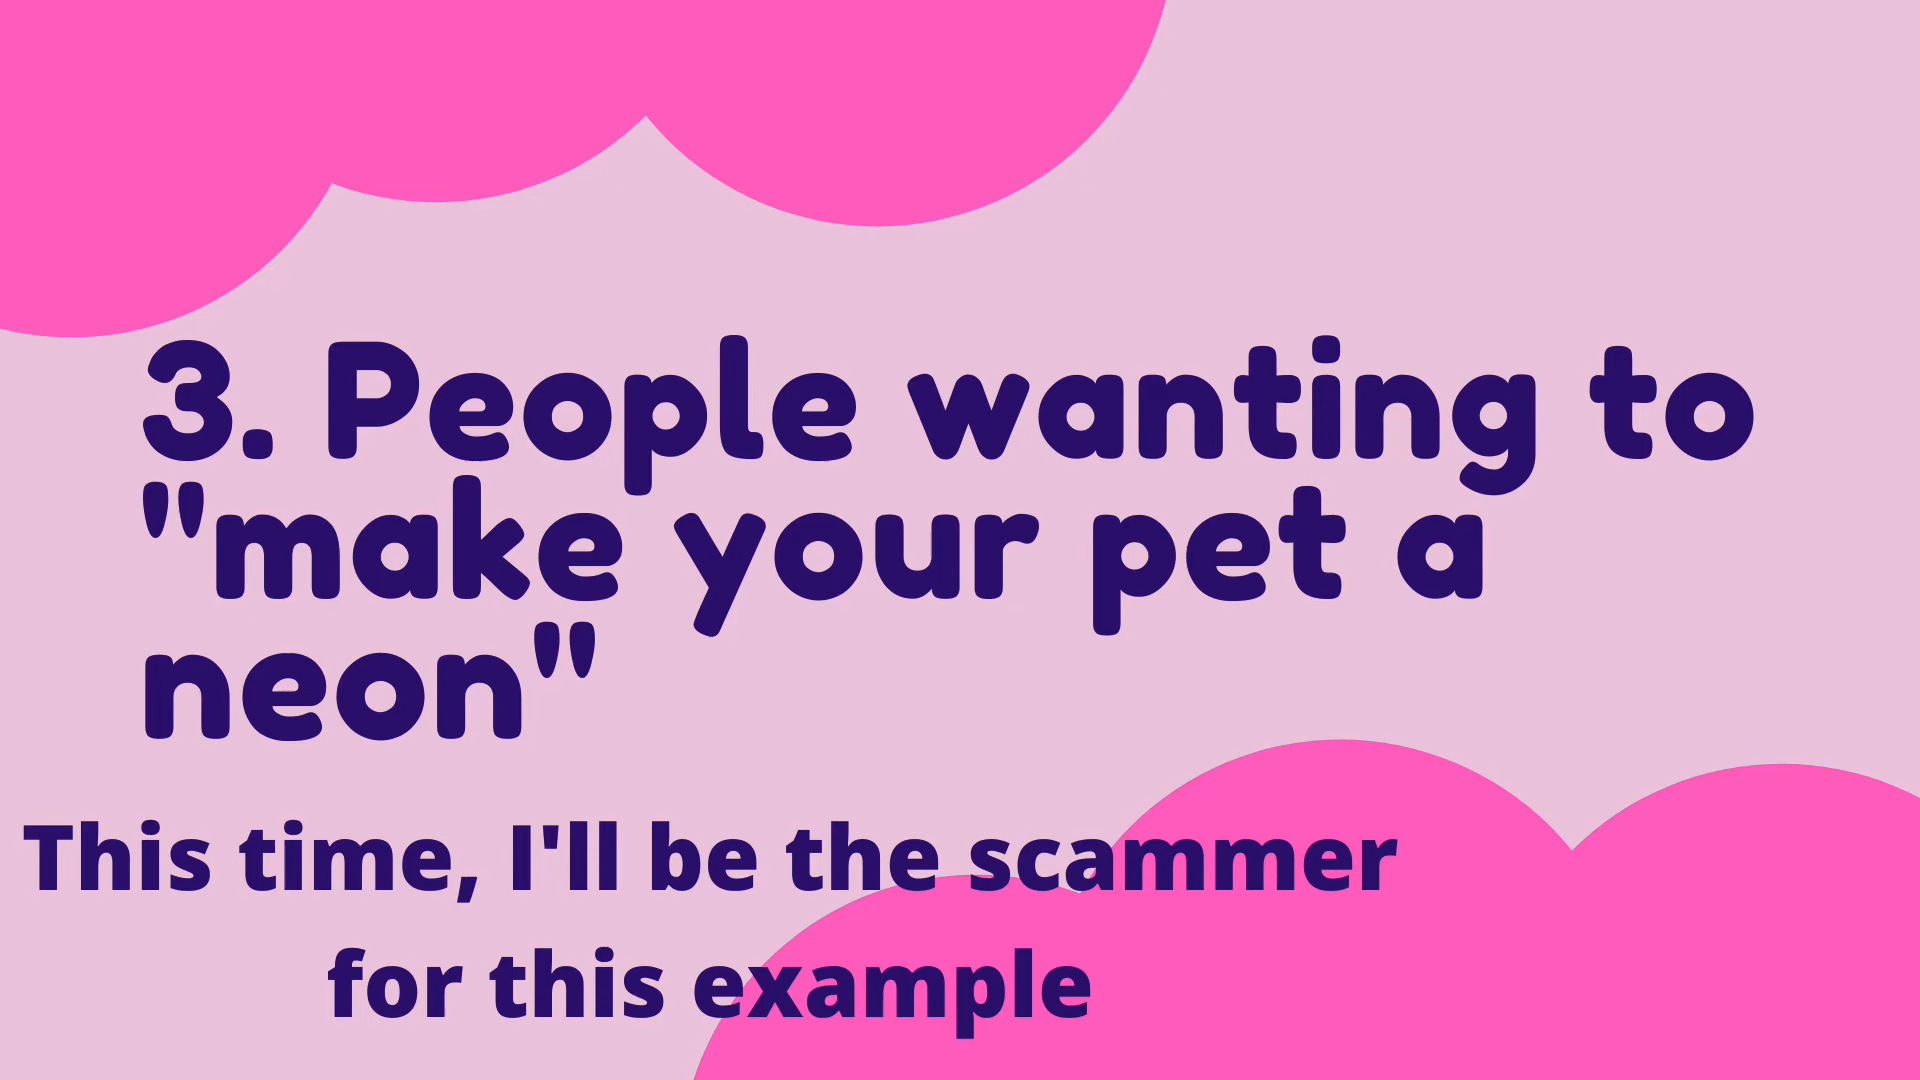 3. People wanting to
"make your pet a
neon"
This time, I'll be the scammer
for this example